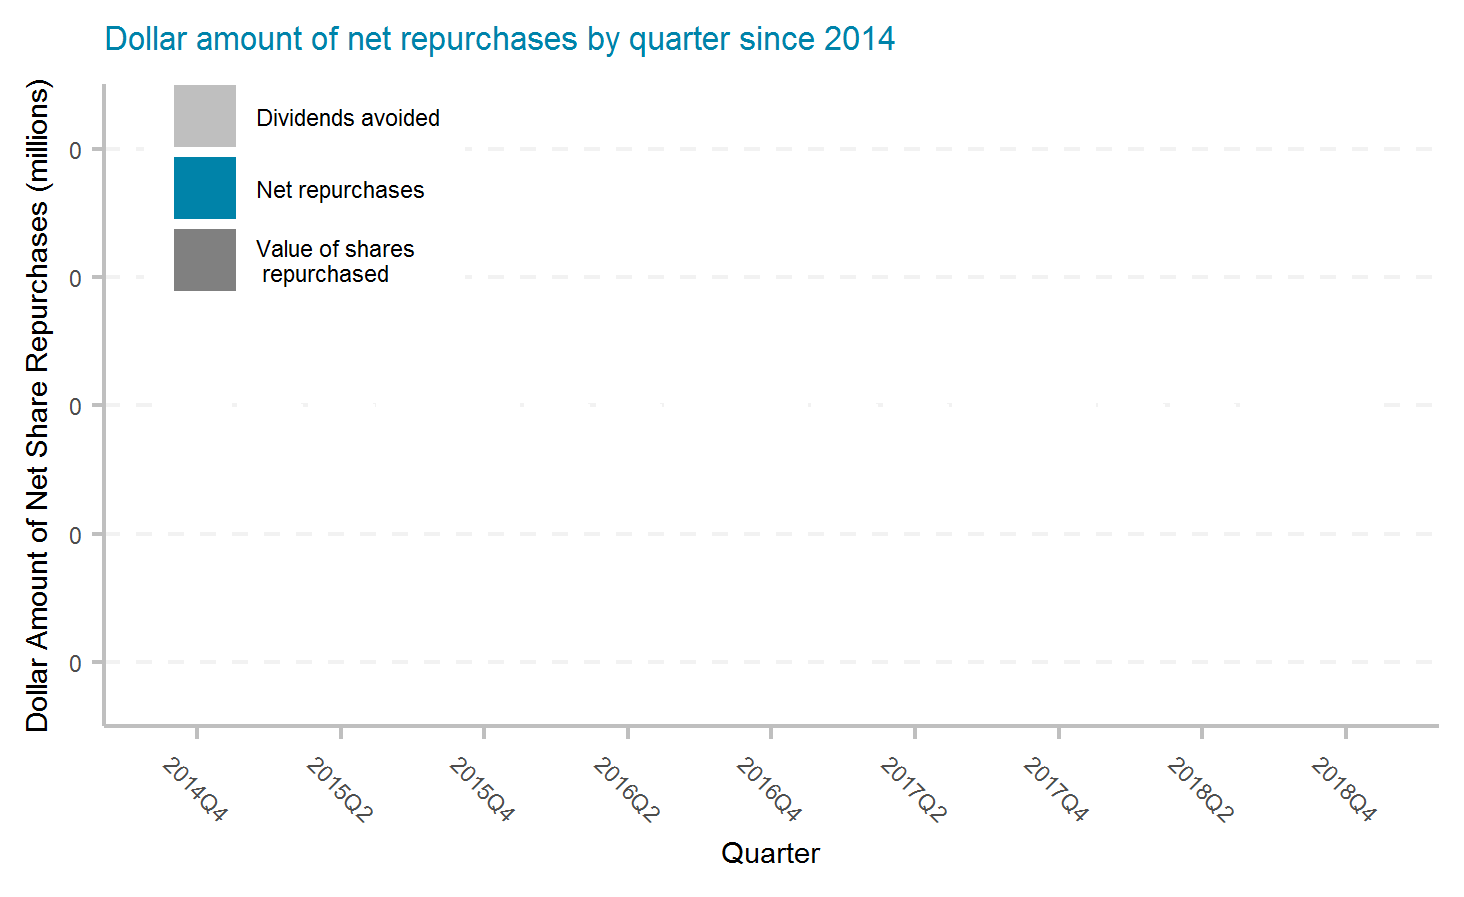 Dollar amount of net repurchases by quarter since 2014
Dollar Amount of Net Share Repurchases (millions)
Dividends avoided
Net repurchases
Value of shares
repurchased
0
0
0
0
0
2014Q4
2015Q2
2015Q4
2016Q2
2016Q4
2017Q2
2017Q4
2018Q2
2018Q4
Quarter